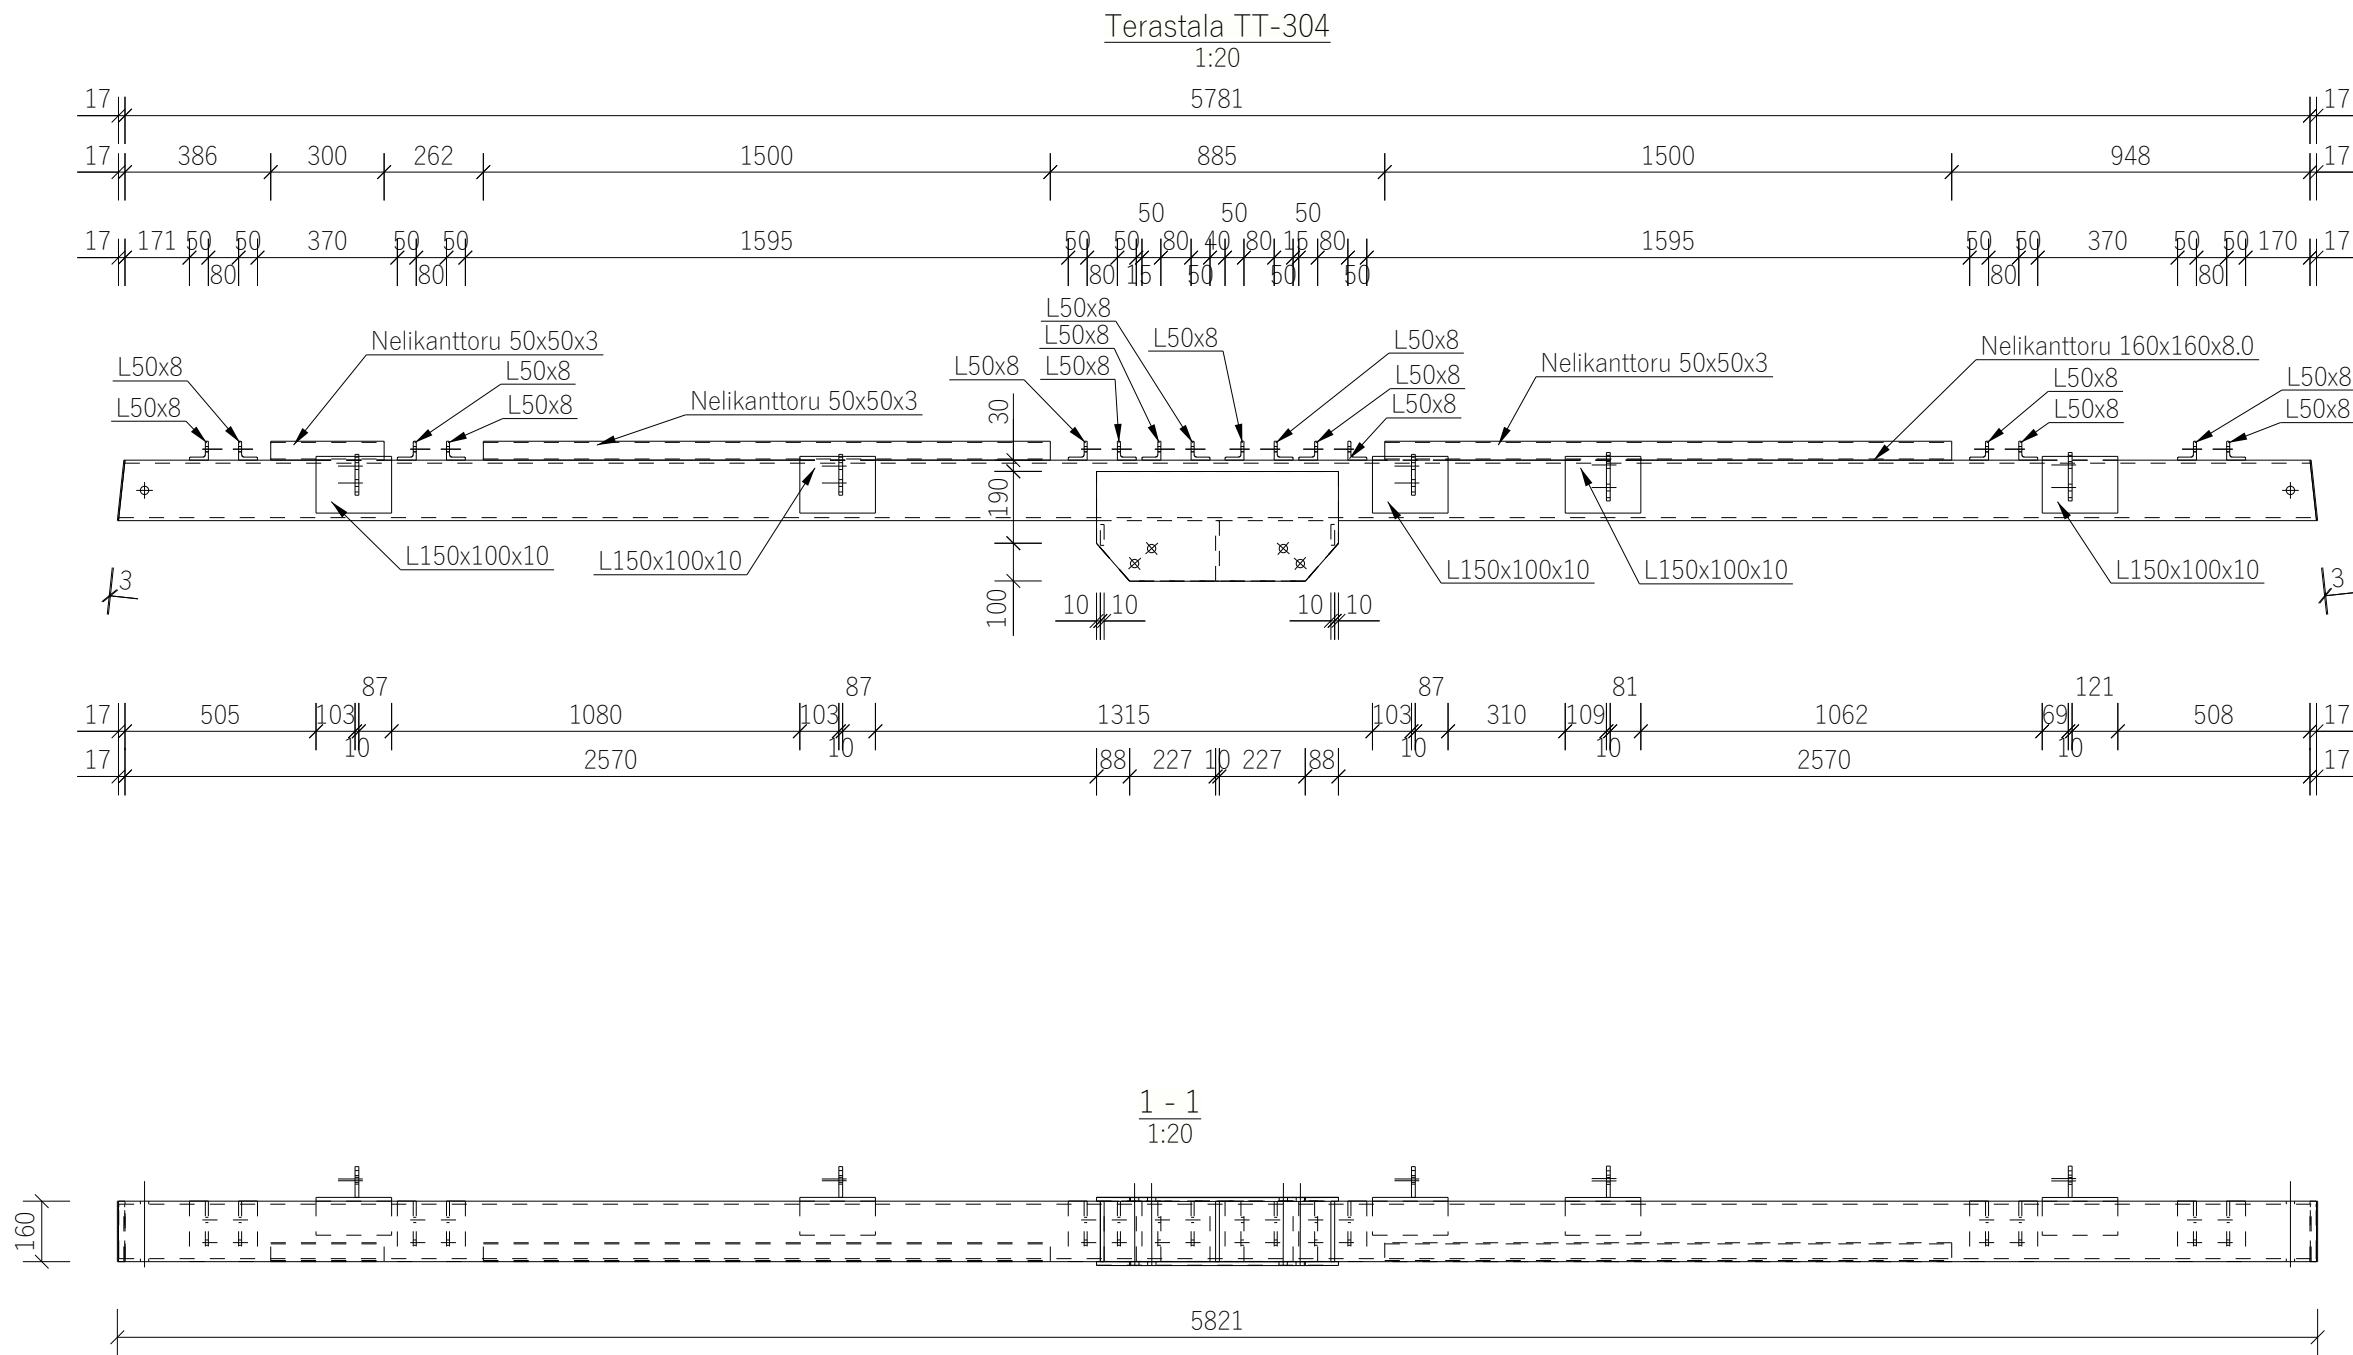 Terastala TT-304
1:20
17 5781 17
17 386 300 262 1500 885 1500 948 17
50 50 50
17 171 50 50 370 50 50 1595 50 50 80 40 80 15 80 1595 50 50 370 50 50 170 17
80 80 80 15 50 50 50 80 80
L50x8
Nelikanttoru 50x50x3 L50x8 L50x8 L50x8 Nelikanttoru 160x160x8.0
L50x8 L50x8 L50x8 L50x8 L50x8 Nelikanttoru 50x50x3 L50x8 L50x8
L50x8 L50x8 Nelikanttoru 50x50x3 L50x8 L50x8 L50x8
30
190
L150x100x10 L150x100x10 L150x100x10 L150x100x10 L150x100x10
3 3
100
10 10 10 10
87 87 87 81 121
17 505 103 1080 103 1315 103 310 109 1062 69 508 17
10 10 10 10 10
17 2570 88 227 10 227 88 2570 17
1 - 1
1:20
160
5821